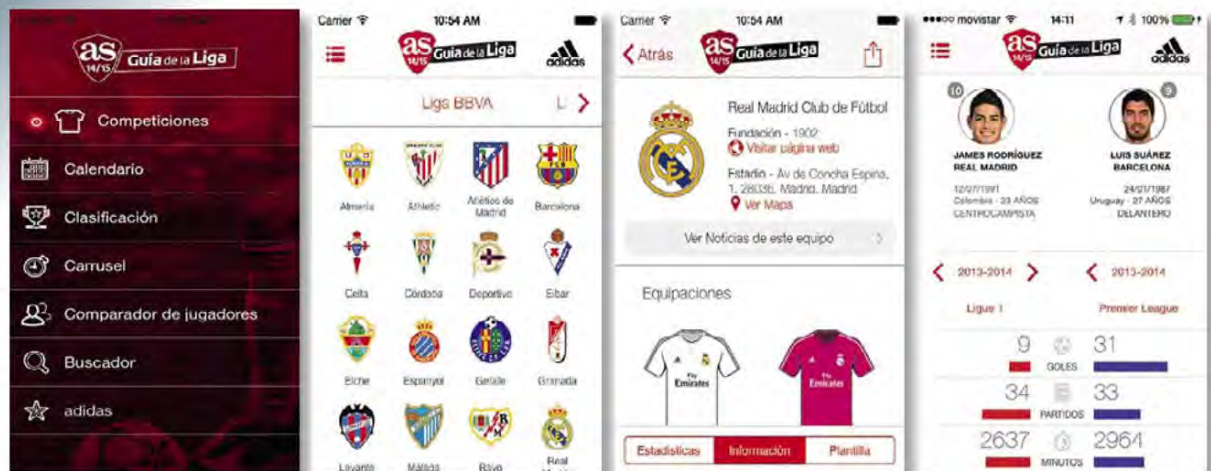 as
14/15
Guía de la Liga
Competiciones
Calendario
Clasificación
Carrusel
Comparador de jugadores
Buscador
adidas
Carrier 10:54 AM
as
14/15
Guía de la Liga
adidas
Liga BBVA L
Almería Athletic Atlético de Madrid Barcelona
Celta Córdoba Deportivo Eibar
Elche Espanyol Getafe Granada
Levante Málaga Rayo Real
Carrier 10:54 AM
Atrás
as
14/15
Guía de la Liga
Real Madrid Club de Fútbol
Fundación - 1902
Visitar página web
Estadio - Av de Concha Espina,
1, 28036, Madrid, Madrid
Ver Mapa
Ver Noticias de este equipo
Equipaciones
Fly
Emirates
Fly
Emirates
Estadísticas Información Plantilla
movistar 14:11 100%
as
14/15
Guía de la Liga
adidas
10 9
JAMES RODRÍGUEZ LUIS SUÁREZ
REAL MADRID BARCELONA
12/07/1991 24/01/1987
Colombia - 23 AÑOS Uruguay - 27 AÑOS
CENTROCAMPISTA DELANTERO
2013-2014 2013-2014
Ligue 1 Premier League
9 31
GOLES
34 33
PARTIDOS
2637 2964
MINUTOS